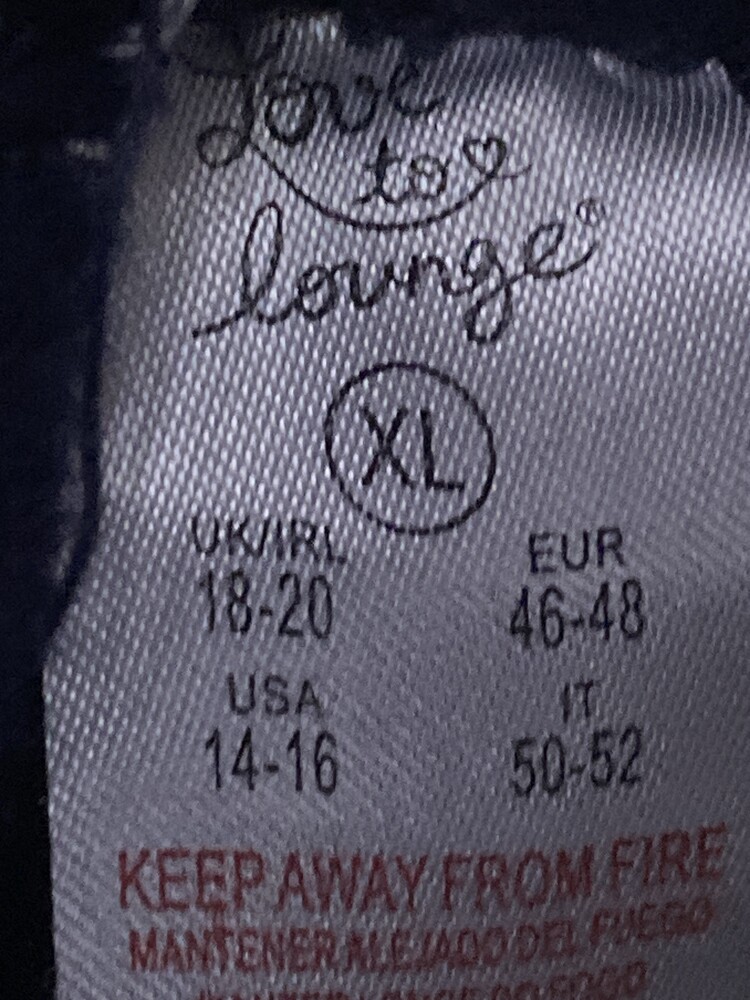 Love
to
lounge®
XL
UK/IRL EUR
18-20 46-48
USA IT
14-16 50-52
KEEP AWAY FROM FIRE
MANTENER ALEJADO DEL FUEGO